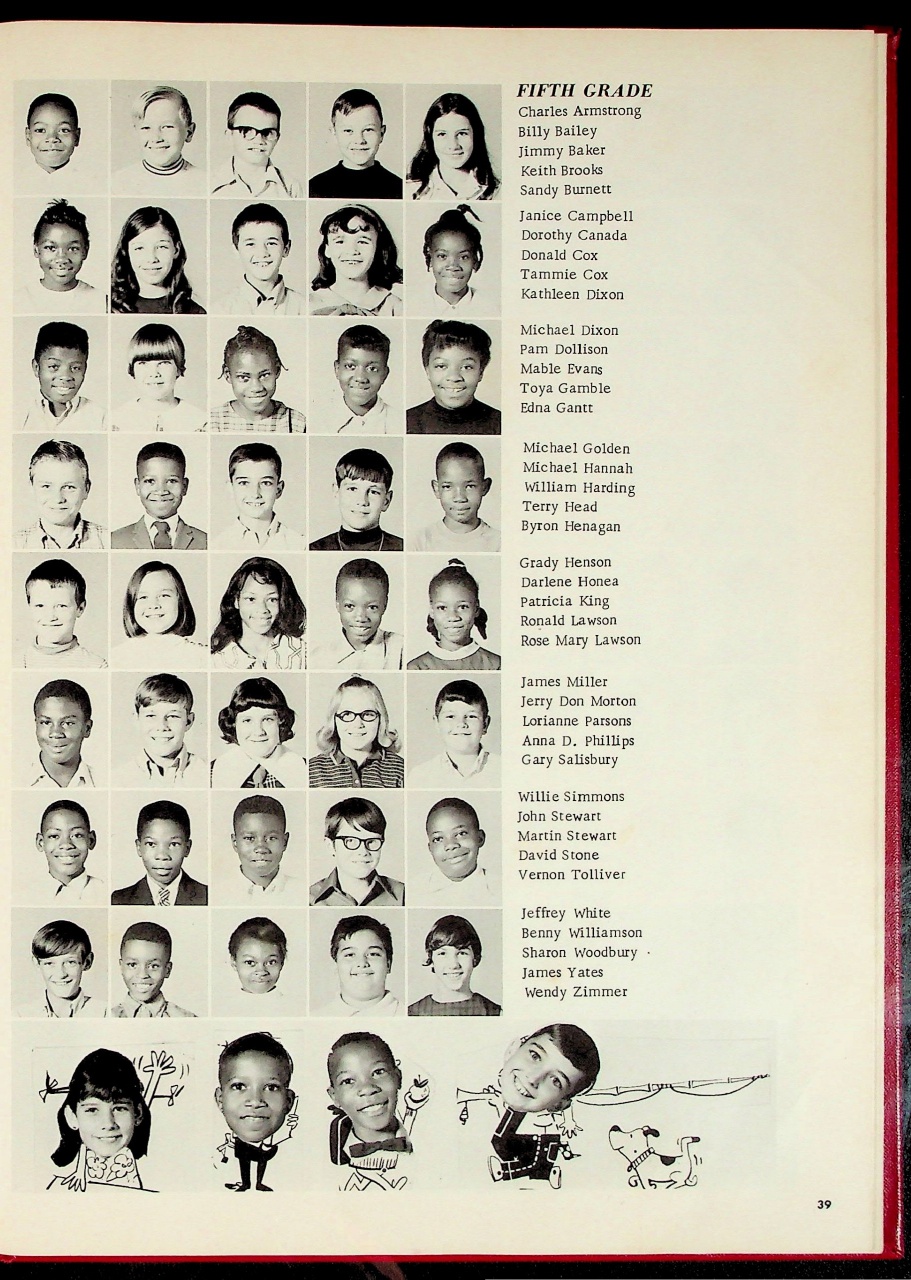 FIFTH GRADE
Charles Armstrong
Billy Bailey
Jimmy Baker
Keith Brooks
Sandy Burnett
Janice Campbell
Dorothy Canada
Donald Cox
Tammie Cox
Kathleen Dixon
Michael Dixon
Pam Dollison
Mable Evans
Toya Gamble
Edna Gantt
Michael Golden
Michael Hannah
William Harding
Terry Head
Byron Henagan
Grady Henson
Darlene Honea
Patricia King
Ronald Lawson
Rose Mary Lawson
James Miller
Jerry Don Morton
Lorianne Parsons
Anna D. Phillips
Gary Salisbury
Willie Simmons
John Stewart
Martin Stewart
David Stone
Vernon Tolliver
Jeffrey White
Benny Williamson
Sharon Woodbury
James Yates
Wendy Zimmer
39